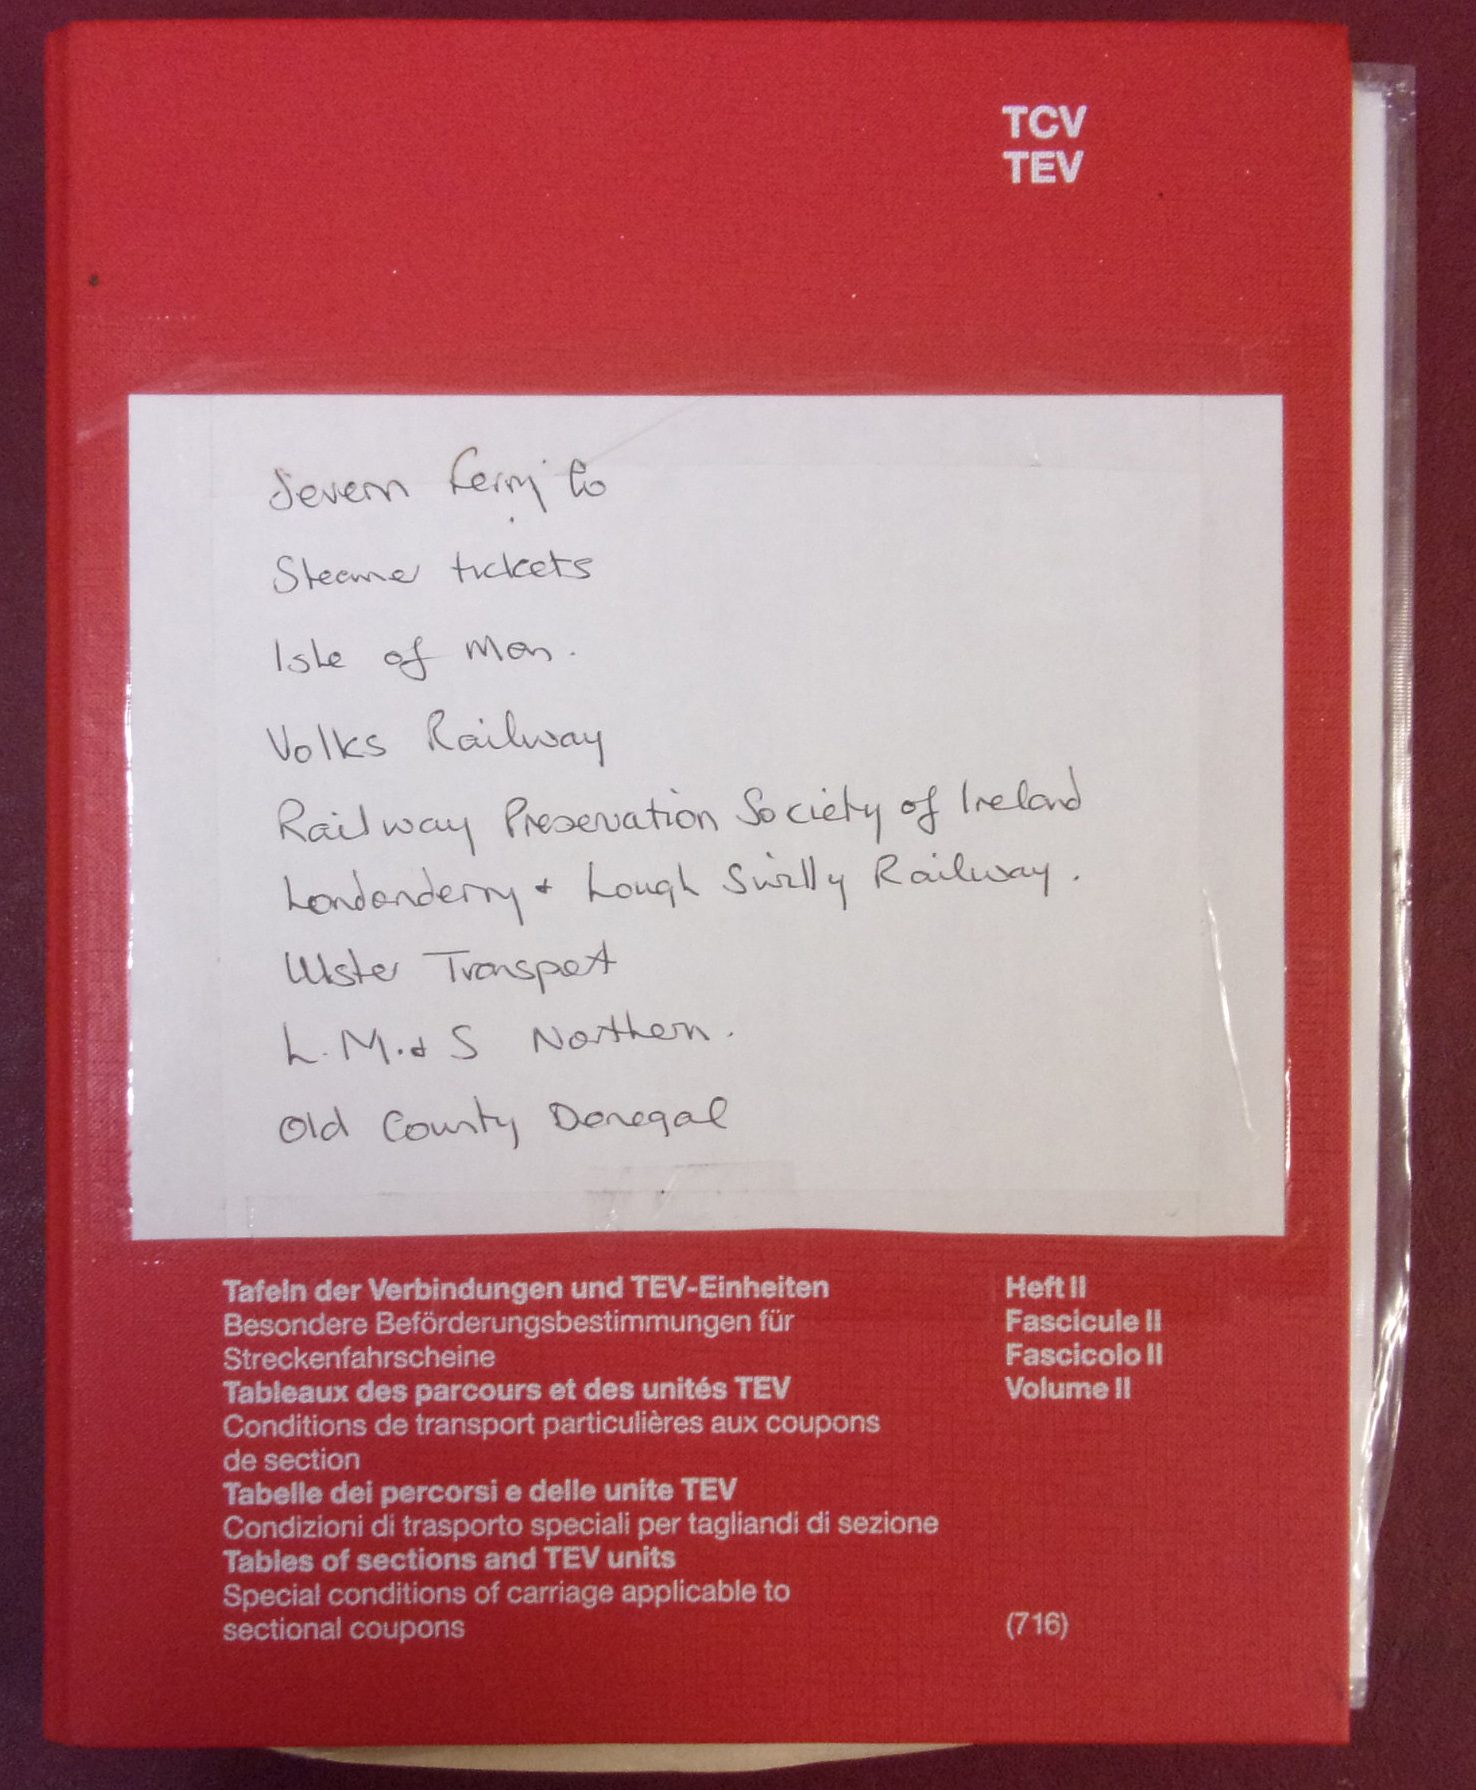 TCV
TEV
Severn Ferry Co
Steamer tickets
Isle of Man.
Volks Railway
Railway Preservation Society of Ireland
Londonderry + Lough Swilly Railway.
Ulster Transport
L. M. & S Northern.
Old County Donegal
Tafeln der Verbindungen und TEV-Einheiten
Heft II
Besondere Beförderungsbestimmungen für
Fascicule II
Streckenfahrscheine
Fascicolo II
Tableaux des parcours et des unités TEV
Volume II
Conditions de transport particulières aux coupons
de section
Tabelle dei percorsi e delle unite TEV
Condizioni di trasporto speciali per tagliandi di sezione
Tables of sections and TEV units
Special conditions of carriage applicable to
sectional coupons
(716)